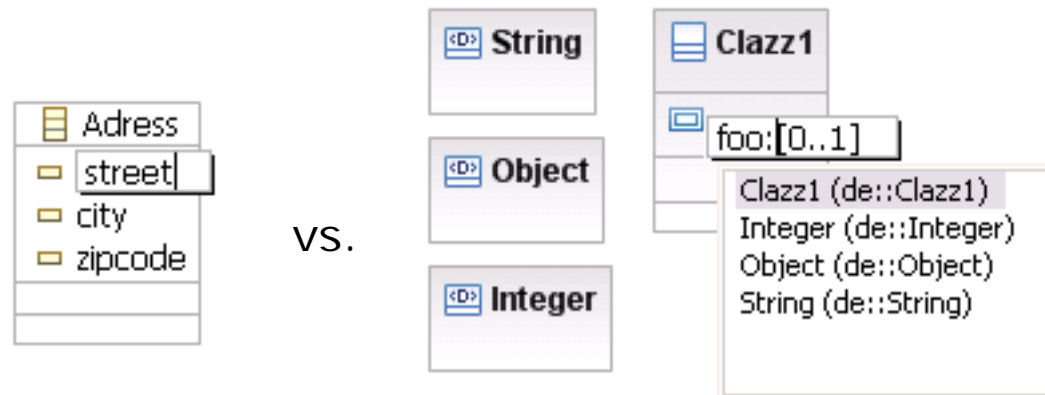 Adress
street
city
zipcode
vs.
<D> String
<D> Object
<D> Integer
Clazz1
foo:[0..1]
Clazz1 (de::Clazz1)
Integer (de::Integer)
Object (de::Object)
String (de::String)